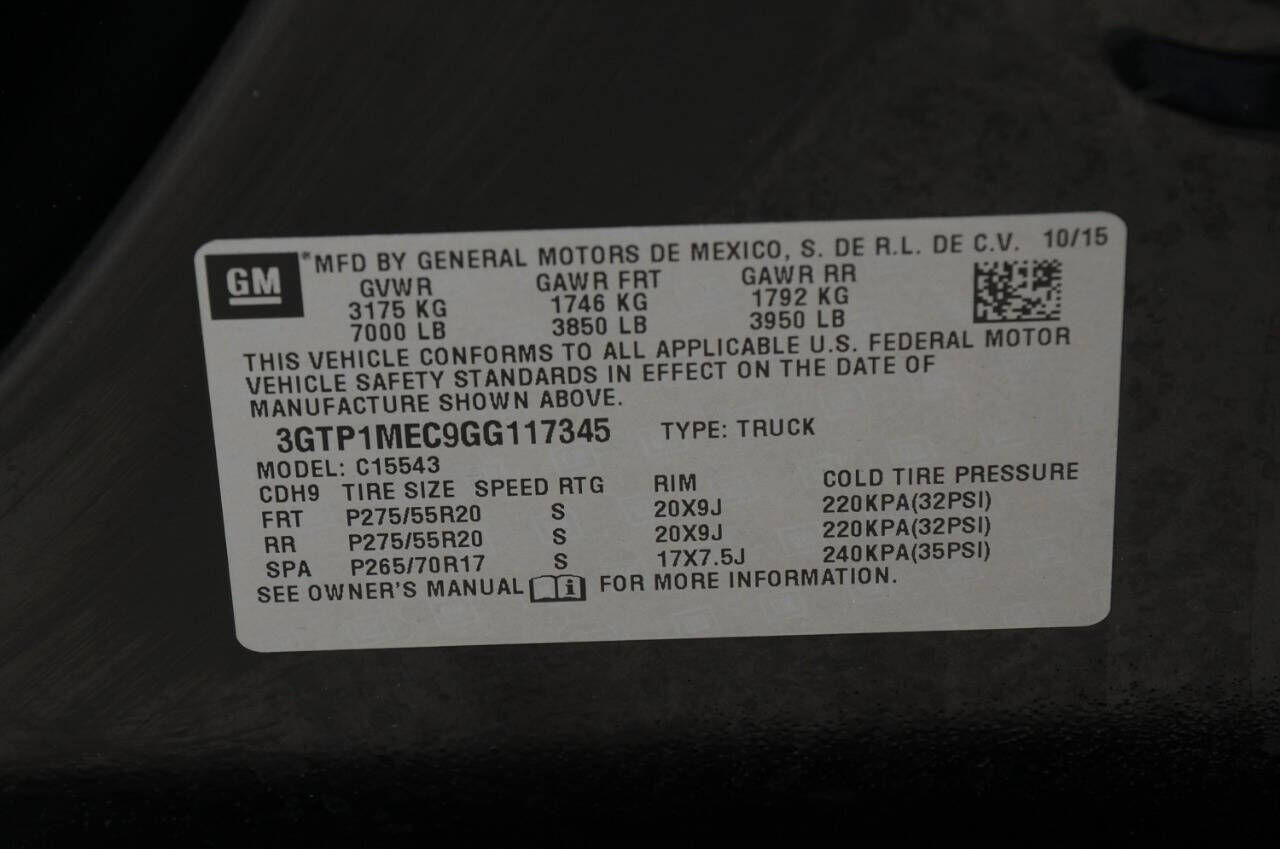 GM ®MFD BY GENERAL MOTORS DE MEXICO, S. DE R.L. DE C.V. 10/15
GVWR GAWR FRT GAWR RR
3175 KG 1746 KG 1792 KG
7000 LB 3850 LB 3950 LB
THIS VEHICLE CONFORMS TO ALL APPLICABLE U.S. FEDERAL MOTOR
VEHICLE SAFETY STANDARDS IN EFFECT ON THE DATE OF
MANUFACTURE SHOWN ABOVE.
3GTP1MEC9GG117345 TYPE: TRUCK
MODEL: C15543
CDH9 TIRE SIZE SPEED RTG RIM COLD TIRE PRESSURE
FRT P275/55R20 S 20X9J 220KPA(32PSI)
RR P275/55R20 S 20X9J 220KPA(32PSI)
SPA P265/70R17 S 17X7.5J 240KPA(35PSI)
SEE OWNER'S MANUAL i FOR MORE INFORMATION.